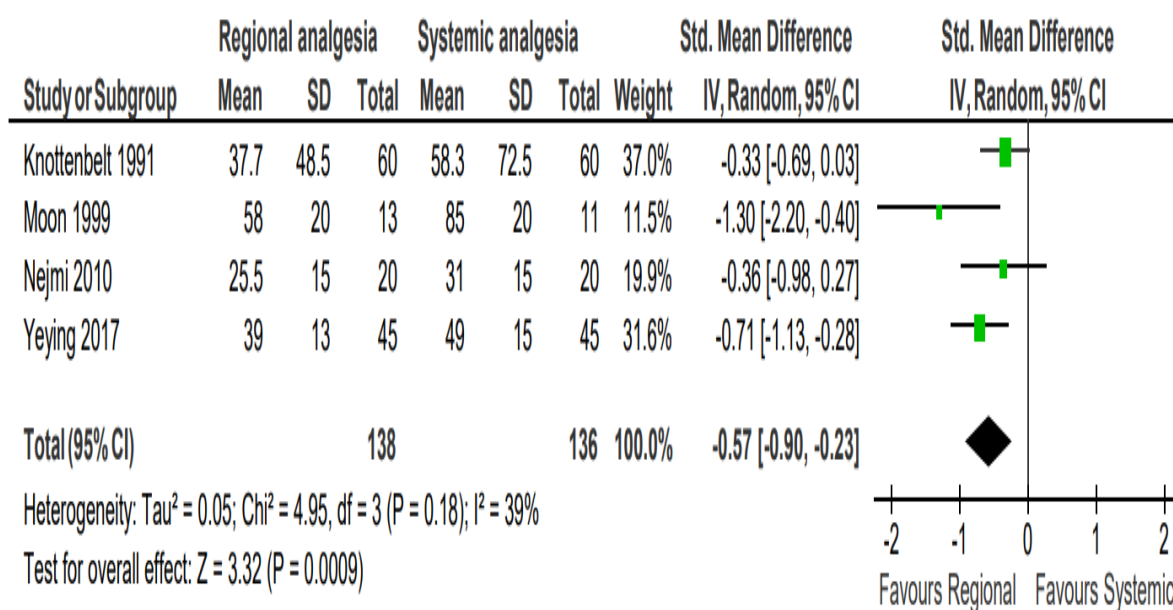 Regional analgesia Systemic analgesia Std. Mean Difference Std. Mean Difference
Study or Subgroup Mean SD Total Mean SD Total Weight IV, Random, 95% CI IV, Random, 95% CI
Knottenbelt 1991 37.7 48.5 60 58.3 72.5 60 37.0% -0.33 [-0.69, 0.03]
Moon 1999 58 20 13 85 20 11 11.5% -1.30 [-2.20, -0.40]
Nejmi 2010 25.5 15 20 31 15 20 19.9% -0.36 [-0.98, 0.27]
Yeying 2017 39 13 45 49 15 45 31.6% -0.71 [-1.13, -0.28]
Total (95% CI) 138 136 100.0% -0.57 [-0.90, -0.23]
Heterogeneity: Tau² = 0.05; Chi² = 4.95, df = 3 (P = 0.18); I² = 39%
Test for overall effect: Z = 3.32 (P = 0.0009)
-2 -1 0 1 2
Favours Regional Favours Systemic